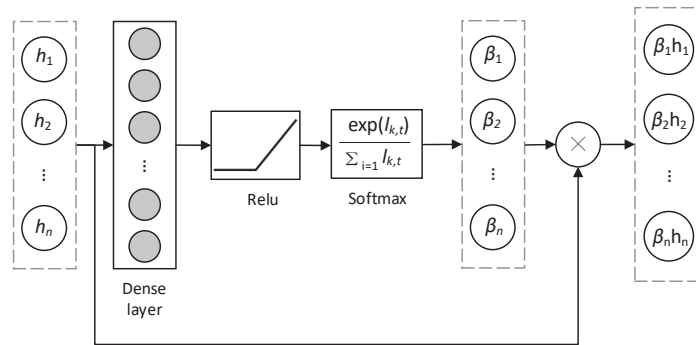 h1
h2
⋮
hn
Dense
layer
Relu
exp(lk,t)
∑ i=1 lk,t
Softmax
β1
β2
⋮
βn
×
β1h1
β2h2
⋮
βnhn